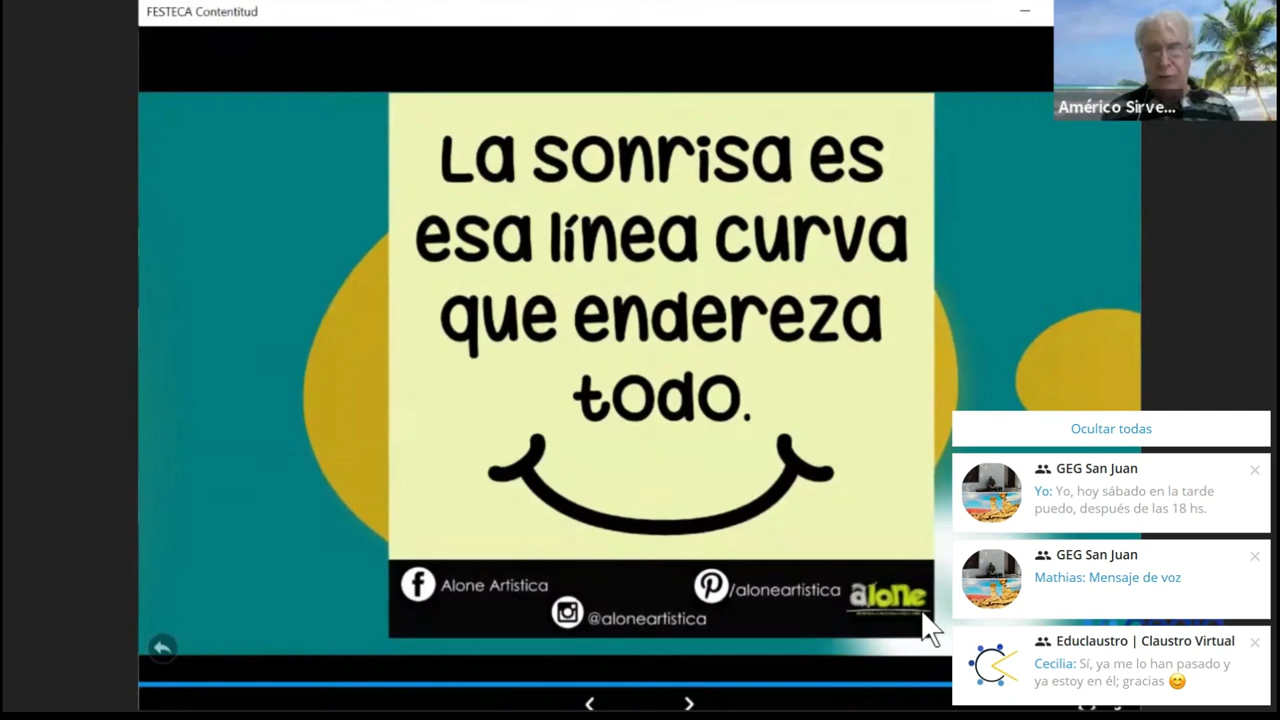 FESTECA Contentitud
Américo Sirve...
La sonrisa es
esa línea curva
que endereza
todo.
f Alone Artística
/aloneartistica
alone
@aloneartistica
Ocultar todas
GEG San Juan
Yo: Yo, hoy sábado en la tarde
puedo, después de las 18 hs.
GEG San Juan
Mathias: Mensaje de voz
Educlaustro | Claustro Virtual
Cecilia: Sí, ya me lo han pasado y
ya estoy en él; gracias 😊